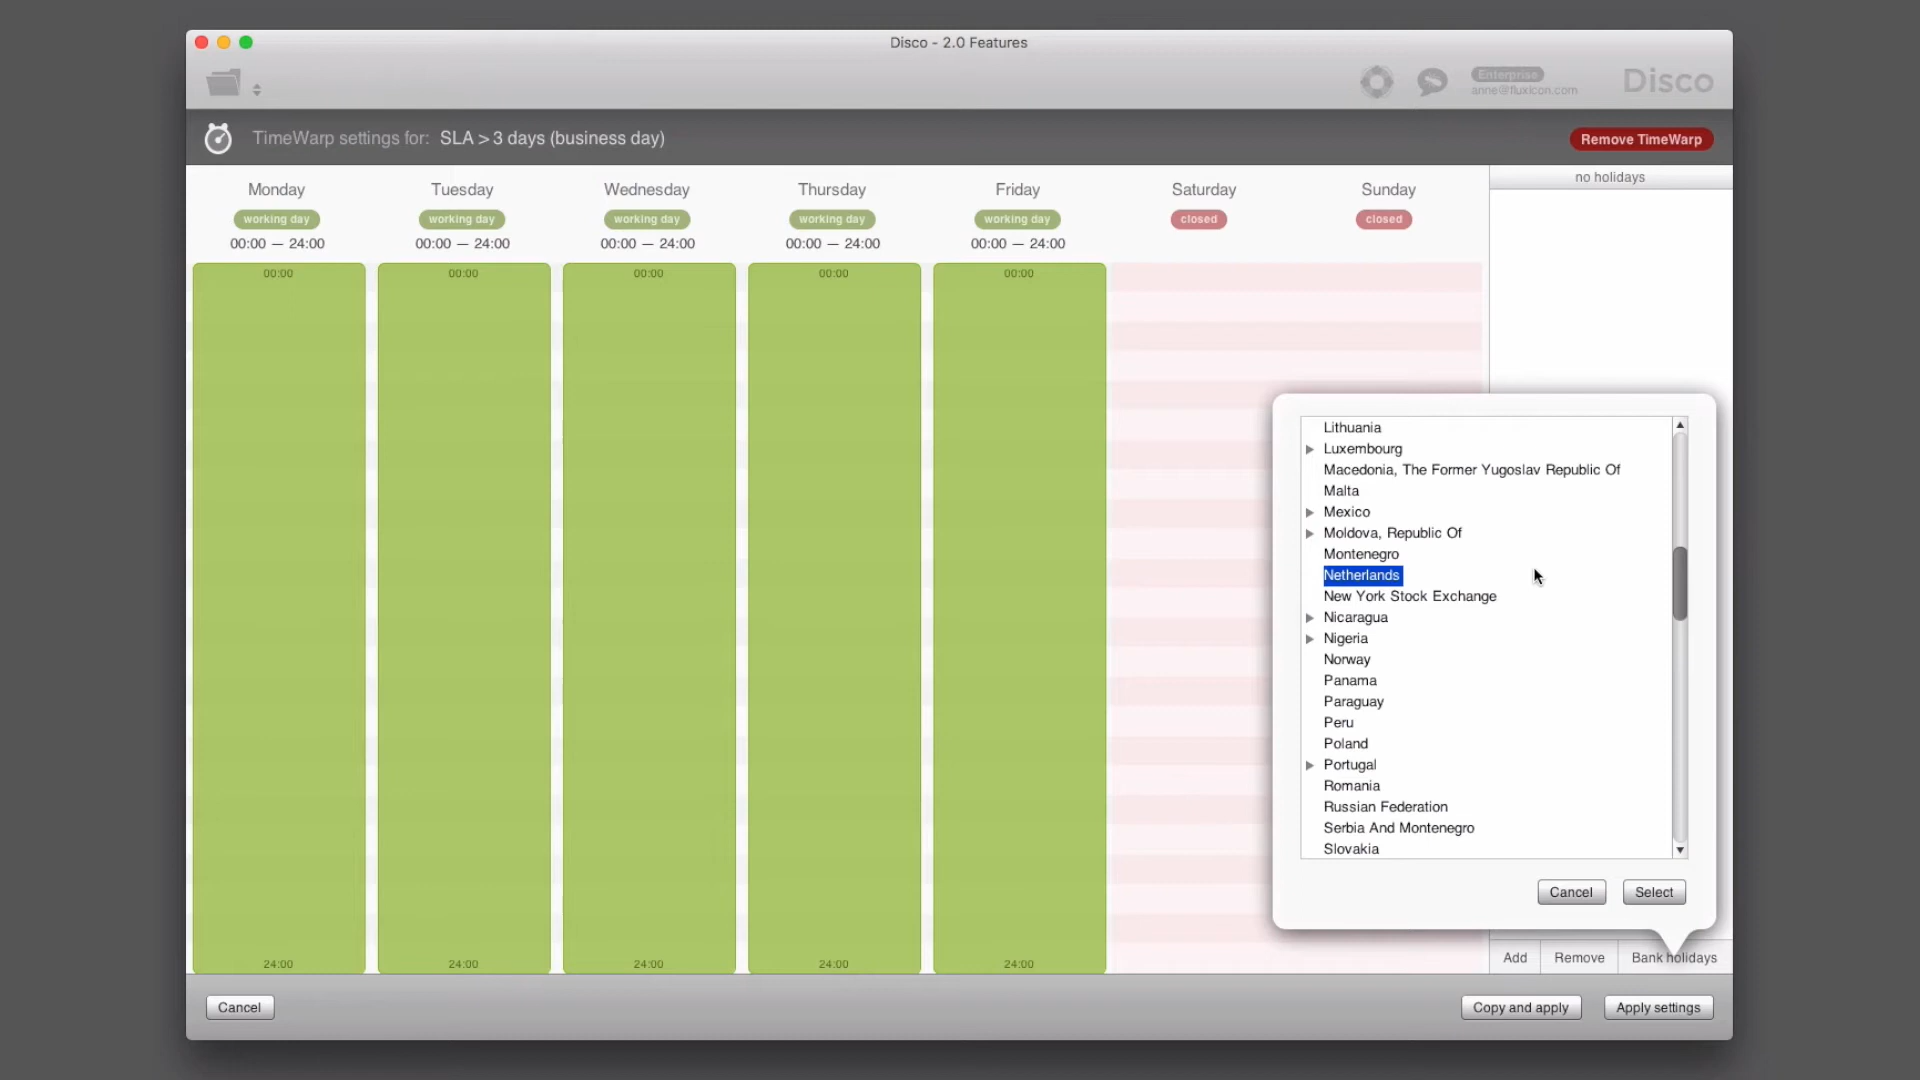 Disco - 2.0 Features
Enterprise
anne@fluxicon.com
Disco
TimeWarp settings for: SLA > 3 days (business day)
Remove TimeWarp
Monday Tuesday Wednesday Thursday Friday Saturday Sunday
working day working day working day working day working day closed closed
00:00 — 24:00 00:00 — 24:00 00:00 — 24:00 00:00 — 24:00 00:00 — 24:00
00:00 00:00 00:00 00:00 00:00
24:00 24:00 24:00 24:00 24:00
no holidays
Lithuania
Luxembourg
Macedonia, The Former Yugoslav Republic Of
Malta
Mexico
Moldova, Republic Of
Montenegro
Netherlands
New York Stock Exchange
Nicaragua
Nigeria
Norway
Panama
Paraguay
Peru
Poland
Portugal
Romania
Russian Federation
Serbia And Montenegro
Slovakia
Cancel Select
Add Remove Bank holidays
Cancel Copy and apply Apply settings